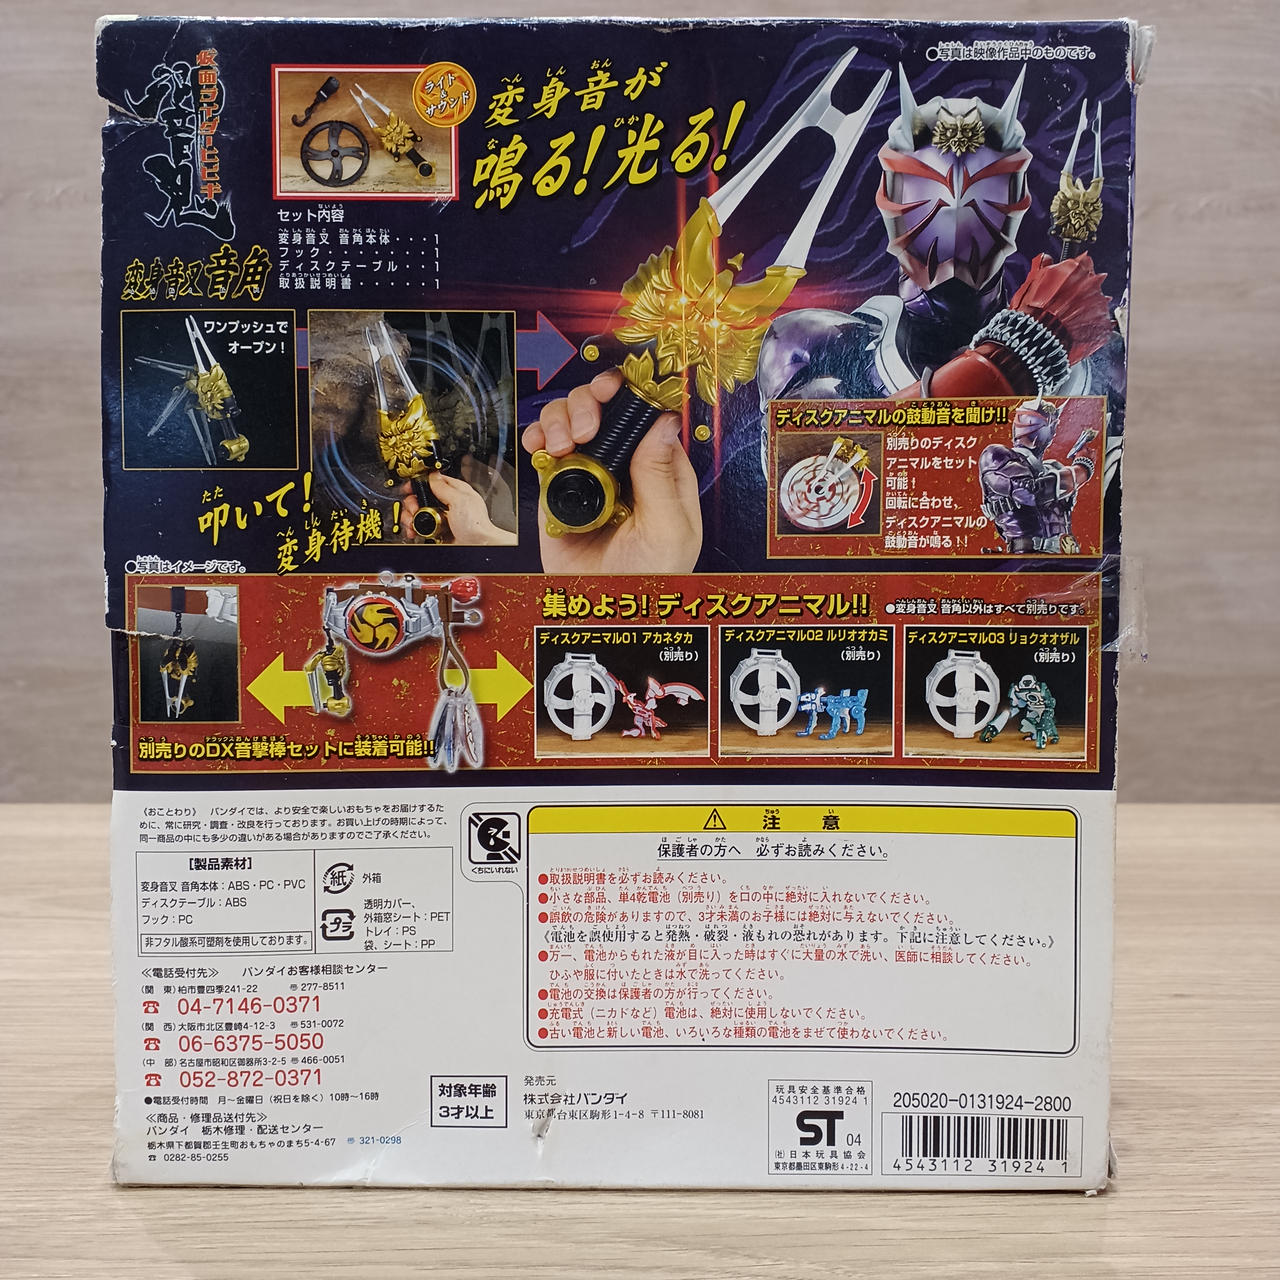 仮面ライダーヒビキ
響鬼
変身音叉 音角
ライト
&
サウンド
変身音が
鳴る!光る!
●写真は映像作品中のものです。
セット内容
変身音叉 音角本体・・・1
フック・・・・・・・1
ディスクテーブル・・1
取扱説明書・・・・・1
ワンプッシュで
オープン!
叩いて!
変身待機!
●写真はイメージです。
ディスクアニマルの鼓動音を聞け!!
別売りのディスク
アニマルをセット
可能!
回転に合わせ、
ディスクアニマルの
鼓動音が鳴る!!
別売りのDX音撃棒セットに装着可能!!
集めよう!ディスクアニマル!!
●変身音叉 音角以外はすべて別売りです。
ディスクアニマル01 アカネタカ
(別売り)
ディスクアニマル02 ルリオオカミ
(別売り)
ディスクアニマル03 リョクオオザル
(別売り)
《おことわり》 バンダイでは、より安全で楽しいおもちゃをお届けするた
めに、常に研究・調査・改良を行っております。お買い上げの時期によって、
同一商品の中にも多少の違いがある場合がありますのでご了承ください。
【製品素材】
変身音叉 音角本体：ABS・PC・PVC
ディスクテーブル：ABS
フック：PC
非フタル酸系可塑剤を使用しております。
紙
外箱
プラ
透明カバー、
外箱窓シート：PET
トレイ：PS
袋、シート：PP
くちにいれない
注意
保護者の方へ 必ずお読みください。
●取扱説明書を必ずお読みください。
●小さな部品、単4乾電池（別売り）を口の中に絶対に入れないでください。
●誤飲の危険がありますので、3才未満のお子様には絶対に与えないでください。
《電池を誤使用すると発熱・破裂・液もれの恐れがあります。下記に注意してください。》
●万一、電池からもれた液が目に入った時はすぐに大量の水で洗い、医師に相談してください。
ひふや服に付いたときは水で洗ってください。
●電池の交換は保護者の方が行ってください。
●充電式（ニカドなど）電池は、絶対に使用しないでください。
●古い電池と新しい電池、いろいろな種類の電池をまぜて使わないでください。
≪電話受付先≫ バンダイお客様相談センター
(関 東)柏市豊四季241-22 〒277-8511
☎ 04-7146-0371
(関 西)大阪市北区豊崎4-12-3 〒531-0072
☎ 06-6375-5050
(中 部)名古屋市昭和区御器所3-2-5 〒466-0051
☎ 052-872-0371
●電話受付時間 月〜金曜日（祝日を除く）10時〜16時
≪商品・修理品送付先≫
バンダイ 栃木修理・配送センター
栃木県下都賀郡壬生町おもちゃのまち5-4-67 〒321-0298
☎ 0282-85-0255
対象年齢
3才以上
発売元
株式会社バンダイ
東京都台東区駒形1-4-8 〒111-8081
玩具安全基準合格
4543112 31924 1
ST 04
(社)日本玩具協会
東京都墨田区東駒形4-22-4
205020-0131924-2800
4543112 319241